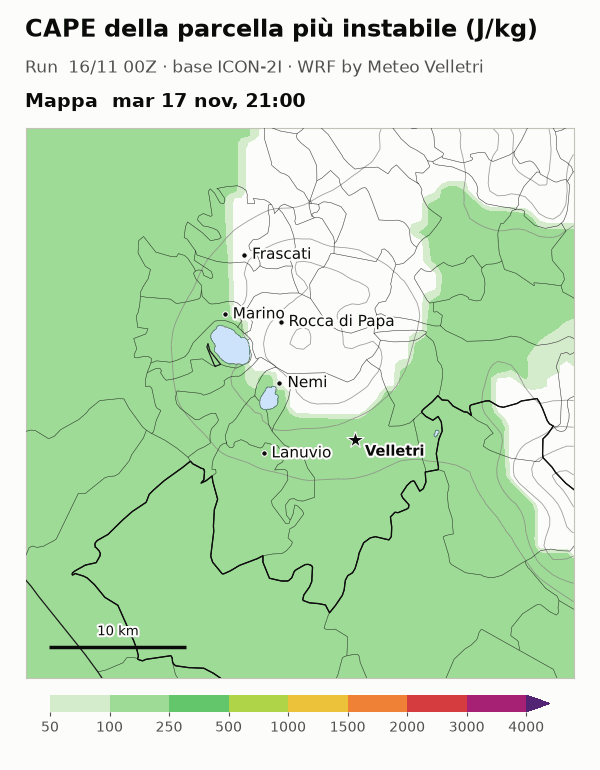 CAPE della parcella più instabile (J/kg)
Run  16/11 00Z · base ICON-2I · WRF by Meteo Velletri
Mappa  mar 17 nov, 21:00
Frascati
Marino
Rocca di Papa
Nemi
Velletri
Lanuvio
10 km
50 100 250 500 1000 1500 2000 3000 4000